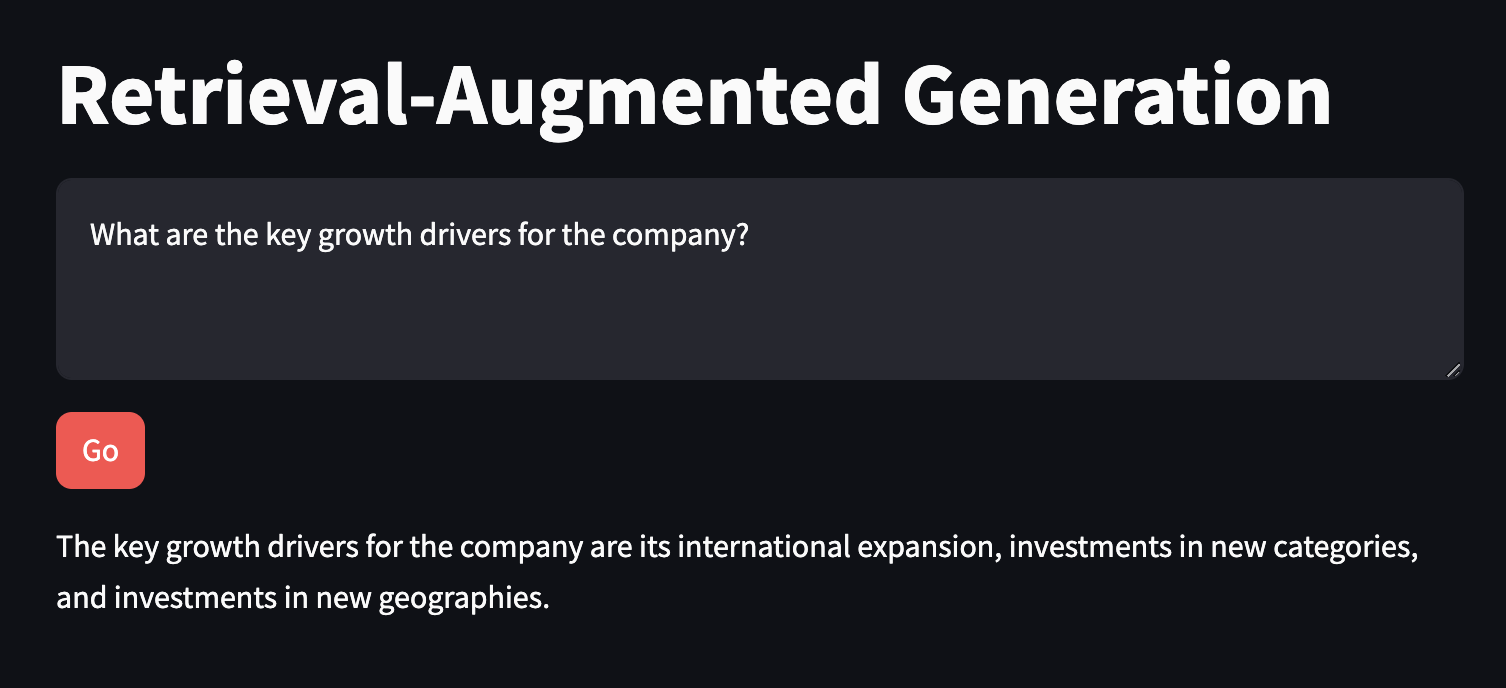 Retrieval-Augmented Generation
What are the key growth drivers for the company?
Go
The key growth drivers for the company are its international expansion, investments in new categories,
and investments in new geographies.